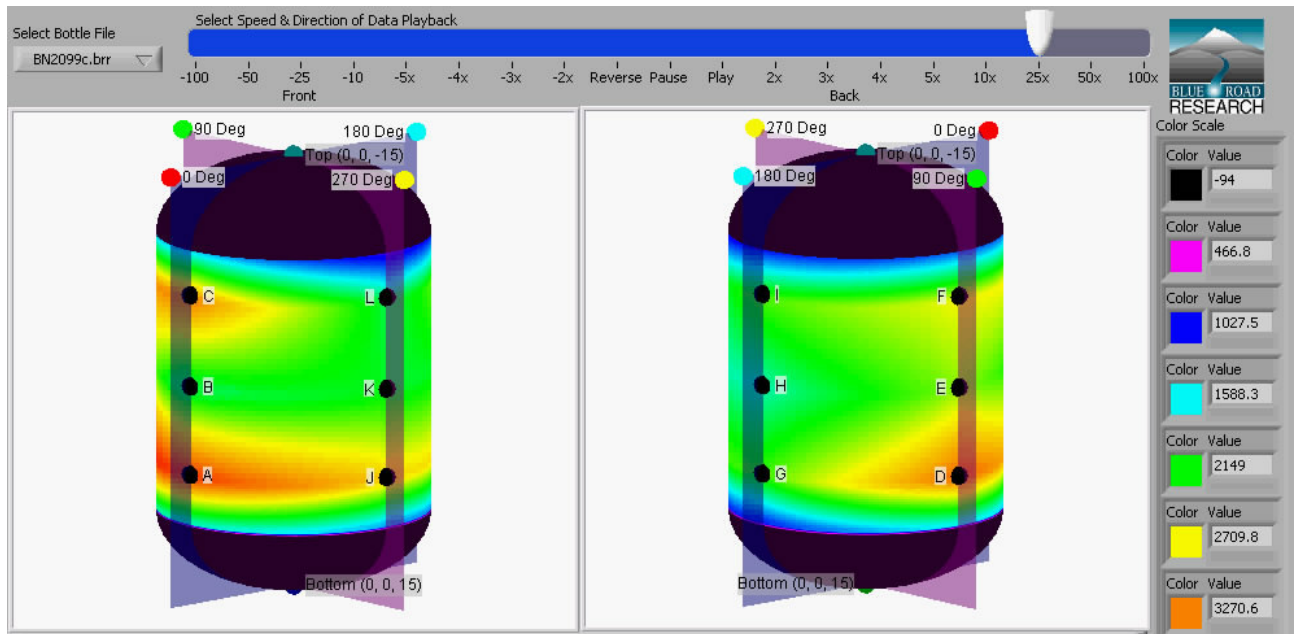 Select Bottle File
BN2099c.brr
Select Speed & Direction of Data Playback
-100 -50 -25 -10 -5x -4x -3x -2x Reverse Pause Play 2x 3x 4x 5x 10x 25x 50x 100x
Front
Back
BLUE ROAD
RESEARCH
90 Deg
180 Deg
Top (0, 0, -15)
0 Deg
270 Deg
C
L
B
K
A
J
Bottom (0, 0, 15)
270 Deg
0 Deg
Top (0, 0, -15)
180 Deg
90 Deg
I
F
H
E
G
D
Bottom (0, 0, 15)
Color Scale
Color Value
-94
Color Value
466.8
Color Value
1027.5
Color Value
1588.3
Color Value
2149
Color Value
2709.8
Color Value
3270.6